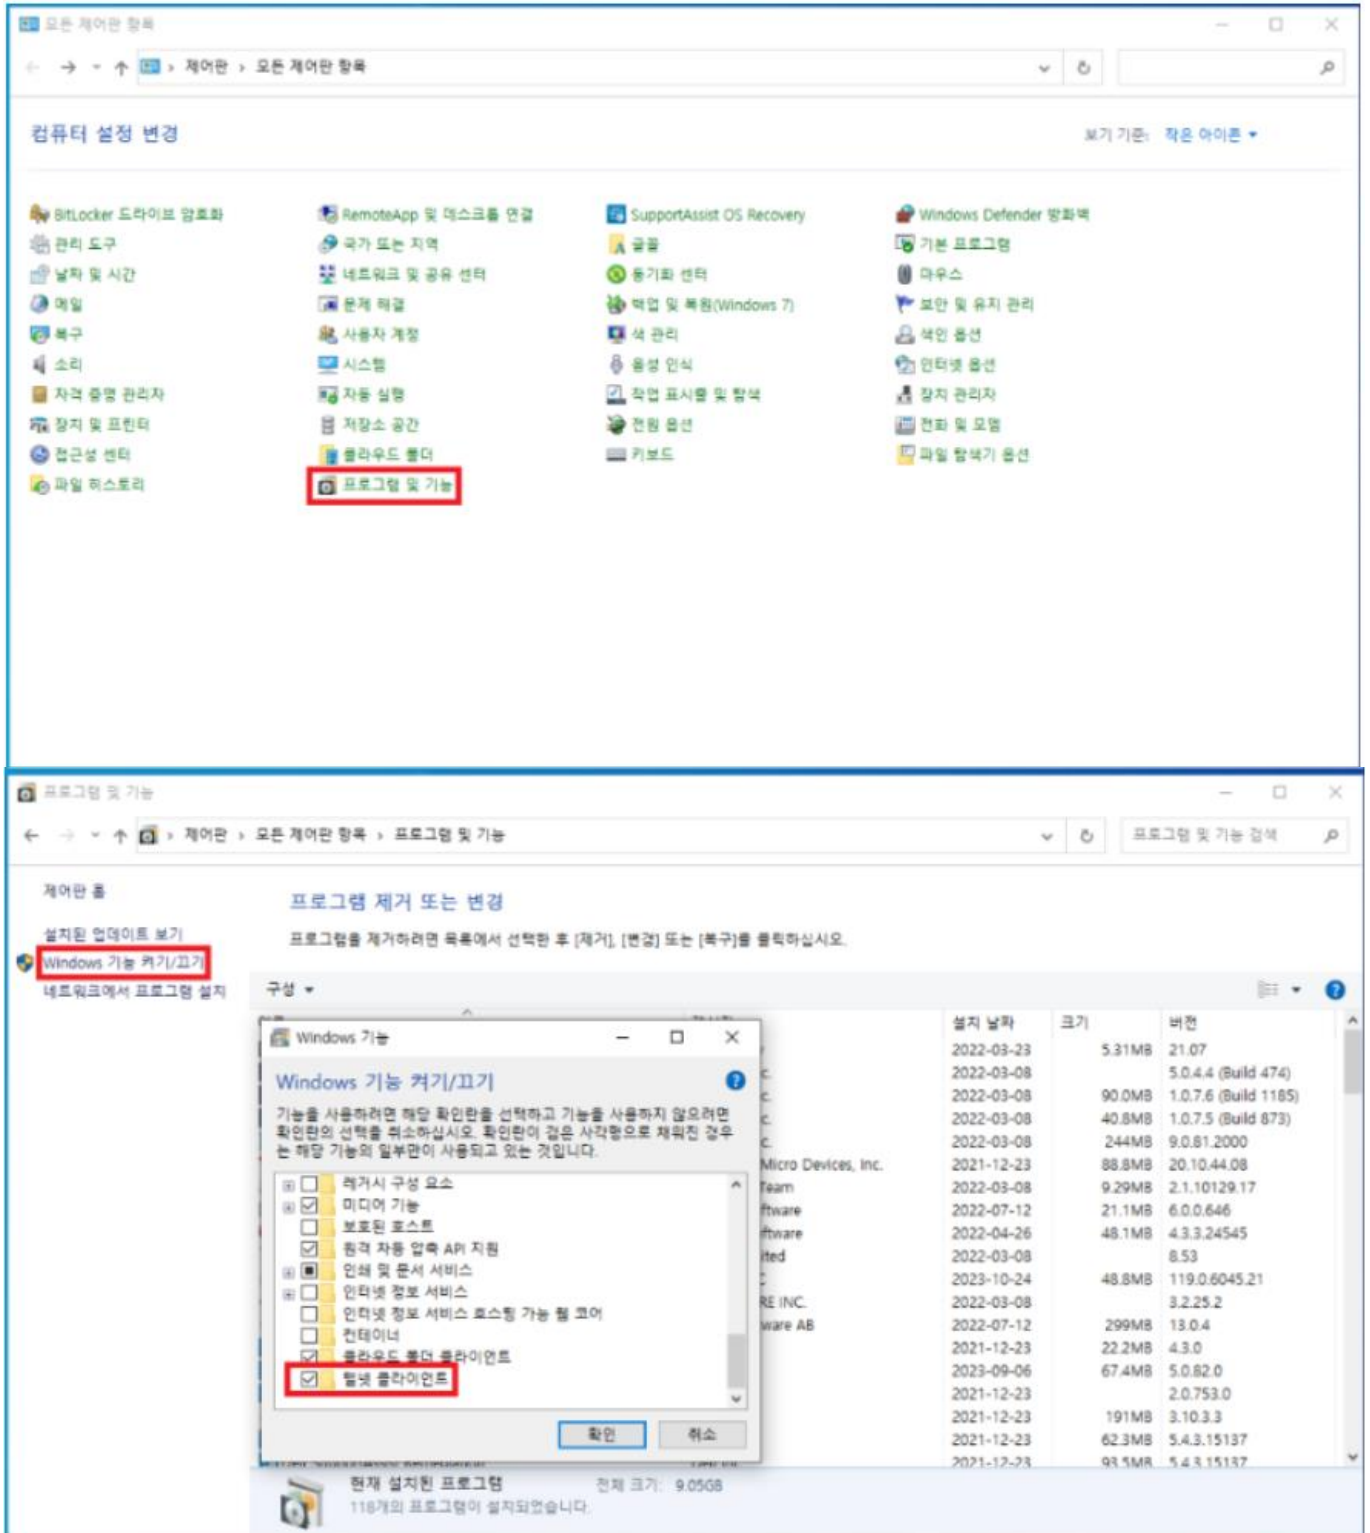 모든 제어판 항목
제어판 › 모든 제어판 항목
컴퓨터 설정 변경
보기 기준: 작은 아이콘
BitLocker 드라이브 암호화
RemoteApp 및 데스크톱 연결
SupportAssist OS Recovery
Windows Defender 방화벽
관리 도구
국가 또는 지역
글꼴
기본 프로그램
날짜 및 시간
네트워크 및 공유 센터
동기화 센터
마우스
메일
문제 해결
백업 및 복원(Windows 7)
보안 및 유지 관리
복구
사용자 계정
색 관리
색인 옵션
소리
시스템
음성 인식
인터넷 옵션
자격 증명 관리자
자동 실행
작업 표시줄 및 탐색
장치 관리자
장치 및 프린터
저장소 공간
전원 옵션
전화 및 모뎀
접근성 센터
클라우드 폴더
키보드
파일 탐색기 옵션
파일 히스토리
프로그램 및 기능
프로그램 및 기능
제어판 › 모든 제어판 항목 › 프로그램 및 기능
프로그램 및 기능 검색
제어판 홈
설치된 업데이트 보기
Windows 기능 켜기/끄기
네트워크에서 프로그램 설치
프로그램 제거 또는 변경
프로그램을 제거하려면 목록에서 선택한 후 [제거], [변경] 또는 [복구]를 클릭하십시오.
구성
설치 날짜 크기 버전
2022-03-23 5.31MB 21.07
c. 2022-03-08 5.0.4.4 (Build 474)
c. 2022-03-08 90.0MB 1.0.7.6 (Build 1185)
c. 2022-03-08 40.8MB 1.0.7.5 (Build 873)
c. 2022-03-08 244MB 9.0.81.2000
Micro Devices, Inc. 2021-12-23 88.8MB 20.10.44.08
Team 2022-03-08 9.29MB 2.1.10129.17
ftware 2022-07-12 21.1MB 6.0.0.646
ftware 2022-04-26 48.1MB 4.3.3.24545
ited 2022-03-08 8.53
2023-10-24 48.8MB 119.0.6045.21
RE INC. 2022-03-08 3.2.25.2
ware AB 2022-07-12 299MB 13.0.4
2021-12-23 22.2MB 4.3.0
2023-09-06 67.4MB 5.0.82.0
2021-12-23 2.0.753.0
2021-12-23 191MB 3.10.3.3
2021-12-23 62.3MB 5.4.3.15137
2021-12-23 93.5MB 5.4.3.15137
Windows 기능
Windows 기능 켜기/끄기
기능을 사용하려면 해당 확인란을 선택하고 기능을 사용하지 않으려면
확인란의 선택을 취소하십시오. 확인란이 검은 사각형으로 채워진 경우
는 해당 기능의 일부만이 사용되고 있는 것입니다.
레거시 구성 요소
미디어 기능
보호된 호스트
원격 차등 압축 API 지원
인쇄 및 문서 서비스
인터넷 정보 서비스
인터넷 정보 서비스 호스팅 가능 웹 코어
컨테이너
클라우드 폴더 클라이언트
텔넷 클라이언트
확인
취소
현재 설치된 프로그램 전체 크기: 9.05GB
118개의 프로그램이 설치되었습니다.